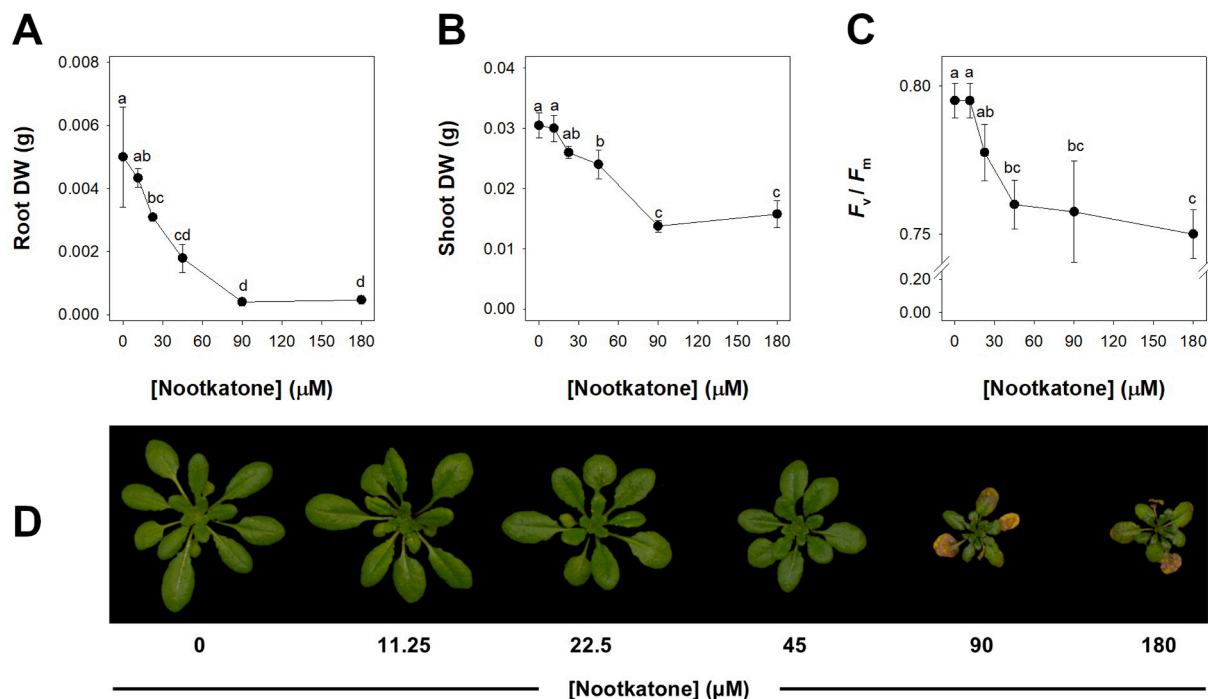 A
B
C
Root DW (g)
0.008
0.006
0.004
0.002
0.000
a
ab
bc
cd
d
d
0 30 60 90 120 150 180
[Nootkatone] (μM)
Shoot DW (g)
0.04
0.03
0.02
0.01
0.00
a
a
ab
b
c
c
0 30 60 90 120 150 180
[Nootkatone] (μM)
Fv / Fm
0.80
0.75
0.20
0.00
a
a
ab
bc
bc
c
0 30 60 90 120 150 180
[Nootkatone] (μM)
D
0 11.25 22.5 45 90 180
[Nootkatone] (μM)